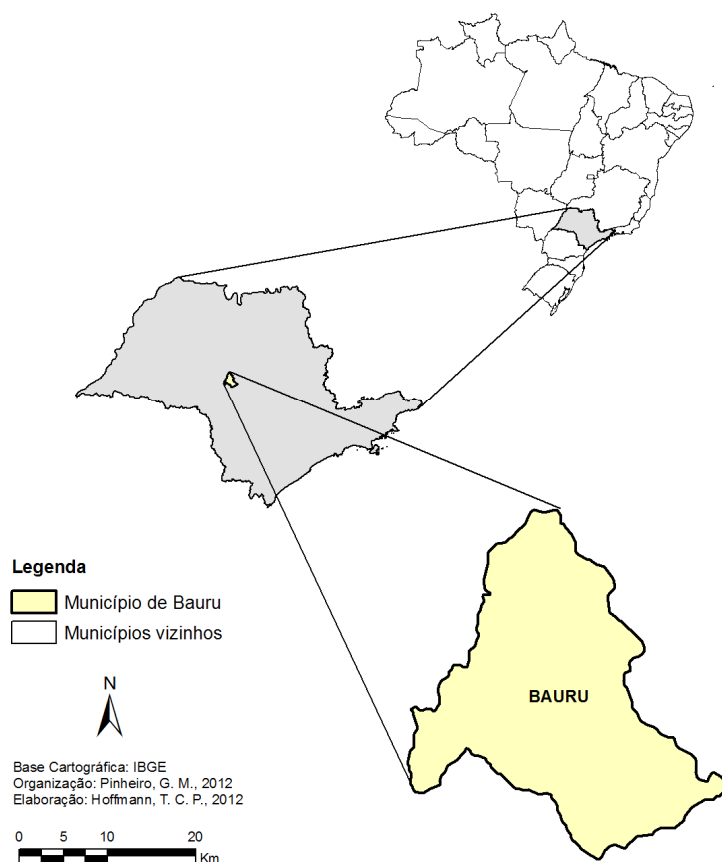 Legenda
Município de Bauru
Municípios vizinhos
BAURU
N
Base Cartográfica: IBGE
Organização: Pinheiro, G. M., 2012
Elaboração: Hoffmann, T. C. P., 2012
0 5 10 20
Km